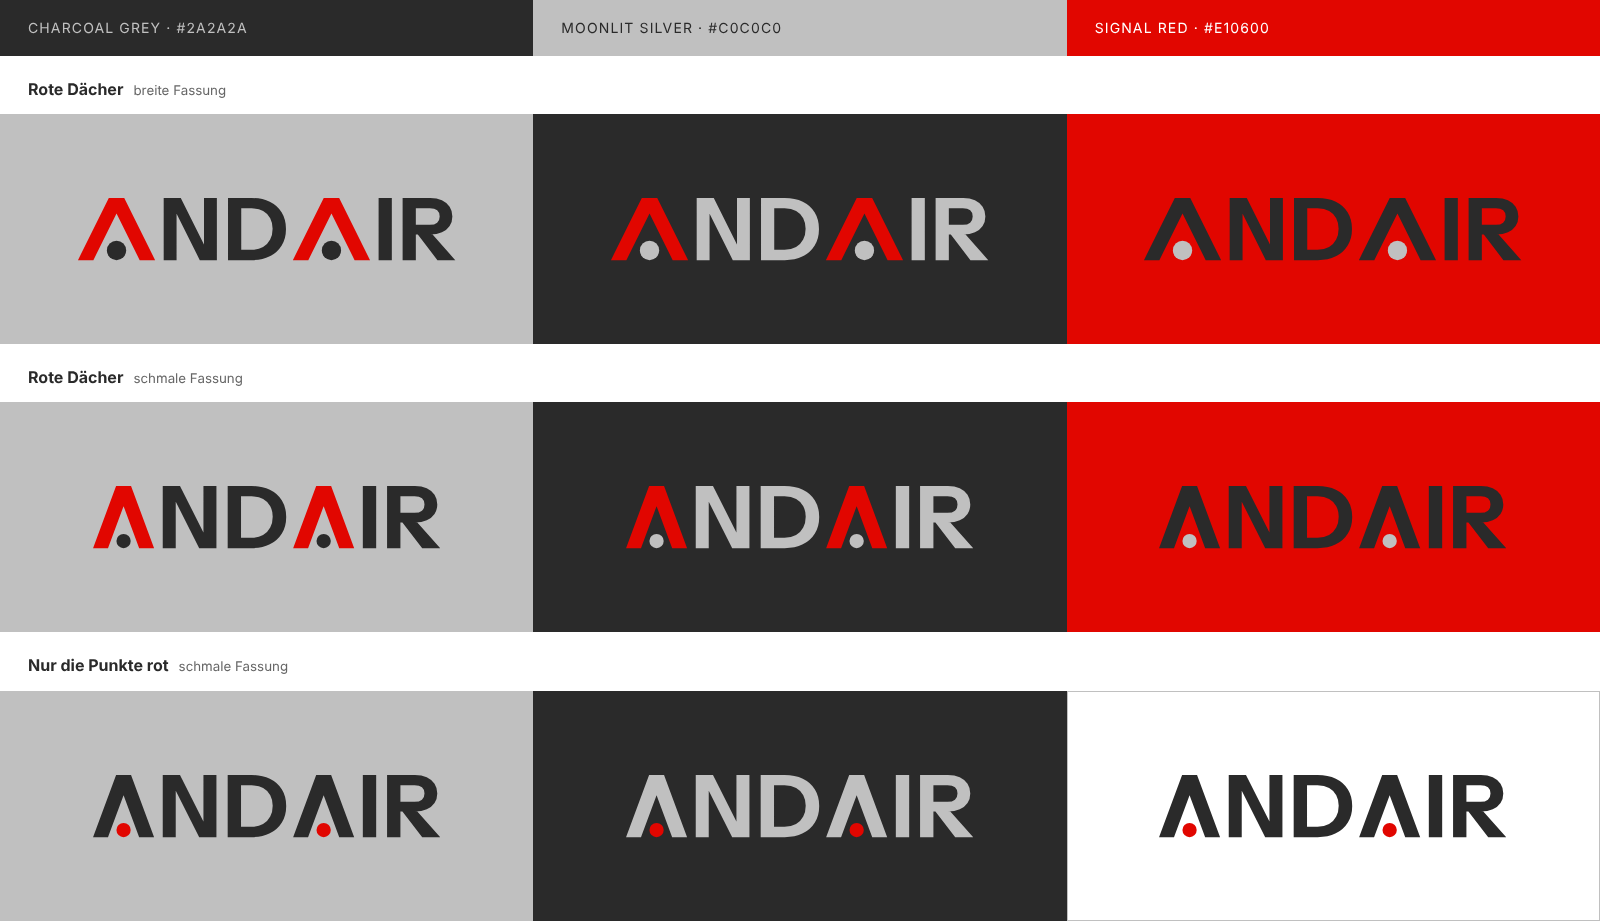 CHARCOAL GREY · #2A2A2A
MOONLIT SILVER · #C0C0C0
SIGNAL RED · #E10600
Rote Dächer breite Fassung
ANDAIR
ANDAIR
ANDAIR
Rote Dächer schmale Fassung
ANDAIR
ANDAIR
ANDAIR
Nur die Punkte rot schmale Fassung
ANDAIR
ANDAIR
ANDAIR